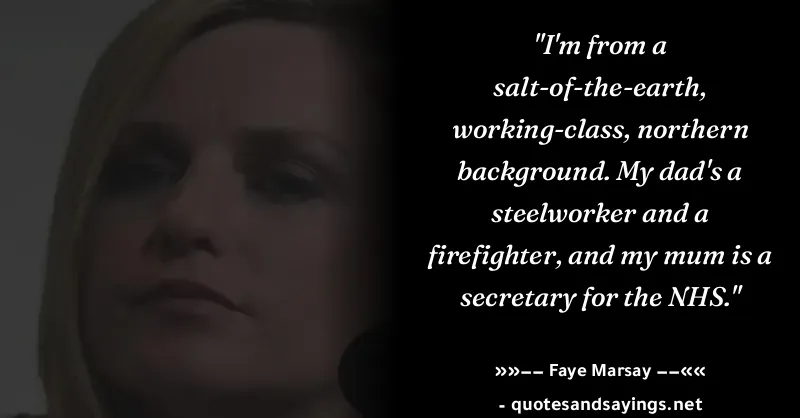 "I'm from a
salt-of-the-earth,
working-class, northern
background. My dad's a
steelworker and a
firefighter, and my mum is a
secretary for the NHS."
»»−− Faye Marsay −−««
- quotesandsayings.net